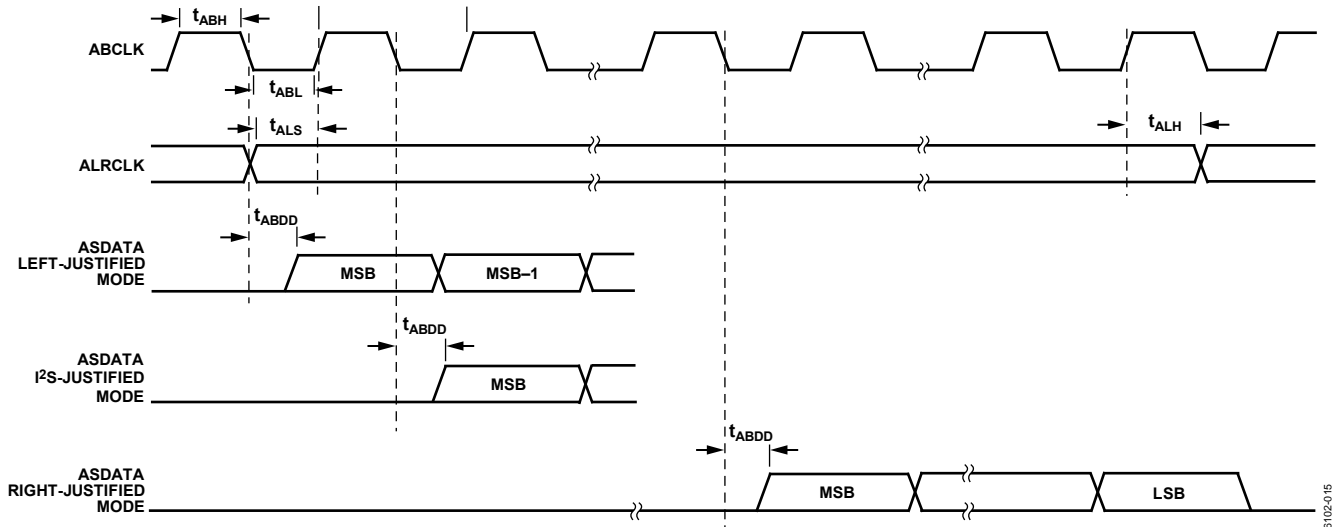 tABH
ABCLK
tABL
tALS
tALH
ALRCLK
tABDD
ASDATA
LEFT-JUSTIFIED
MODE
MSB
MSB–1
tABDD
ASDATA
I²S-JUSTIFIED
MODE
MSB
tABDD
ASDATA
RIGHT-JUSTIFIED
MODE
MSB
LSB